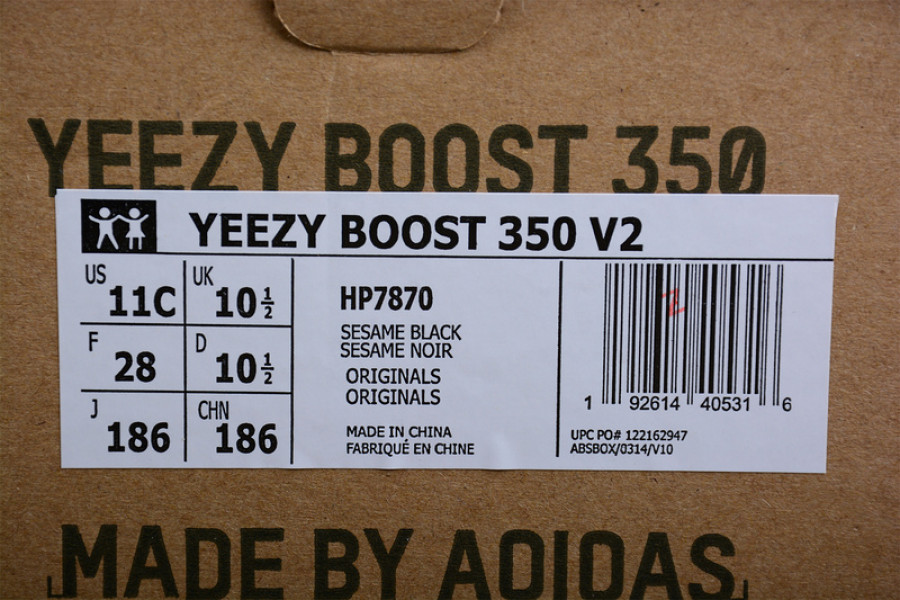 YEEZY BOOST 350
YEEZY BOOST 350 V2
US 11C UK 10 1/2
F 28 D 10 1/2
J 186 CHN 186
HP7870
SESAME BLACK
SESAME NOIR
ORIGINALS
ORIGINALS
MADE IN CHINA
FABRIQUÉ EN CHINE
Z
1 92614 40531 6
UPC PO# 122162947
ABSBOX/0314/V10
MADE BY ADIDAS